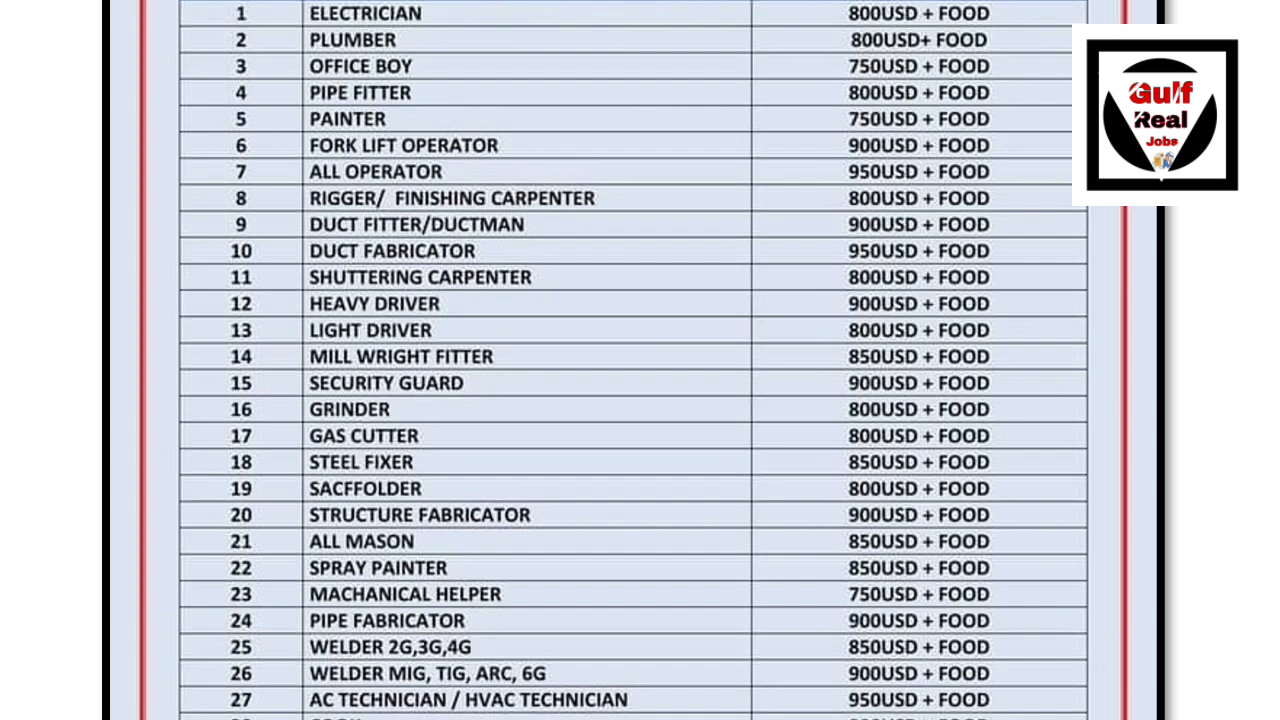 1 ELECTRICIAN 800USD + FOOD
2 PLUMBER 800USD+ FOOD
3 OFFICE BOY 750USD + FOOD
4 PIPE FITTER 800USD + FOOD
5 PAINTER 750USD + FOOD
6 FORK LIFT OPERATOR 900USD + FOOD
7 ALL OPERATOR 950USD + FOOD
8 RIGGER/ FINISHING CARPENTER 800USD + FOOD
9 DUCT FITTER/DUCTMAN 900USD + FOOD
10 DUCT FABRICATOR 950USD + FOOD
11 SHUTTERING CARPENTER 800USD + FOOD
12 HEAVY DRIVER 900USD + FOOD
13 LIGHT DRIVER 800USD + FOOD
14 MILL WRIGHT FITTER 850USD + FOOD
15 SECURITY GUARD 900USD + FOOD
16 GRINDER 800USD + FOOD
17 GAS CUTTER 800USD + FOOD
18 STEEL FIXER 850USD + FOOD
19 SACFFOLDER 800USD + FOOD
20 STRUCTURE FABRICATOR 900USD + FOOD
21 ALL MASON 850USD + FOOD
22 SPRAY PAINTER 850USD + FOOD
23 MACHANICAL HELPER 750USD + FOOD
24 PIPE FABRICATOR 900USD + FOOD
25 WELDER 2G,3G,4G 850USD + FOOD
26 WELDER MIG, TIG, ARC, 6G 900USD + FOOD
27 AC TECHNICIAN / HVAC TECHNICIAN 950USD + FOOD
Gulf
Real
Jobs